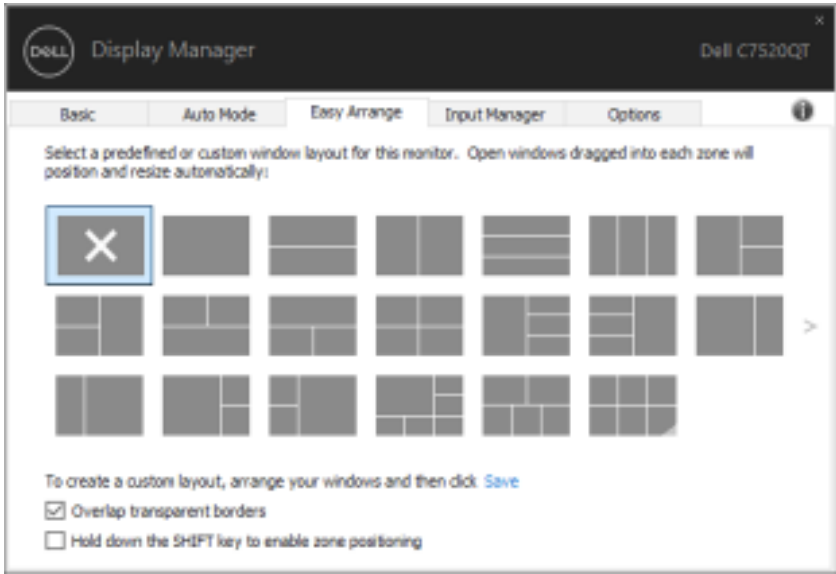 DELL Display Manager
Dell C7520QT
×
Basic Auto Mode Easy Arrange Input Manager Options
Select a predefined or custom window layout for this monitor. Open windows dragged into each zone will
position and resize automatically:
>
To create a custom layout, arrange your windows and then click Save
Overlap transparent borders
Hold down the SHIFT key to enable zone positioning